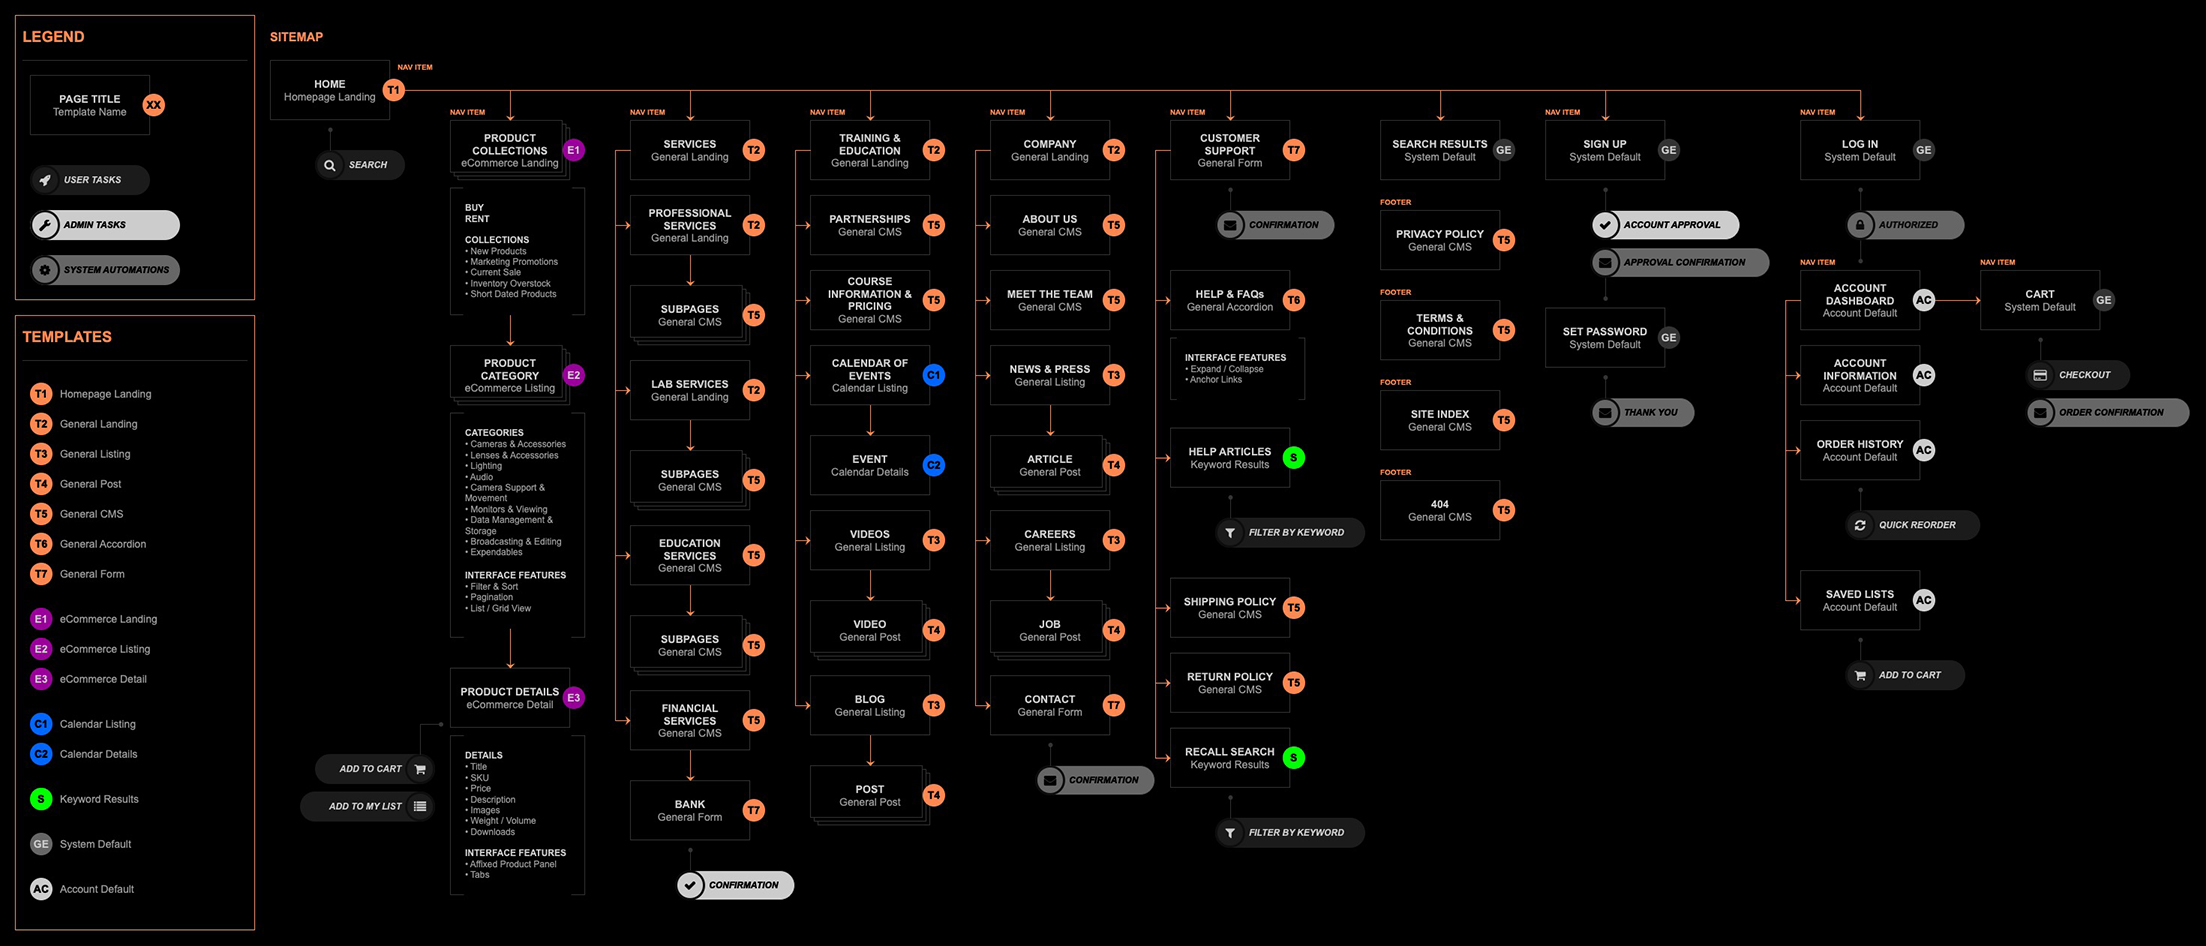 LEGEND
PAGE TITLE
Template Name
XX
USER TASKS
ADMIN TASKS
SYSTEM AUTOMATIONS
TEMPLATES
T1 Homepage Landing
T2 General Landing
T3 General Listing
T4 General Post
T5 General CMS
T6 General Accordion
T7 General Form
E1 eCommerce Landing
E2 eCommerce Listing
E3 eCommerce Detail
C1 Calendar Listing
C2 Calendar Details
S Keyword Results
GE System Default
AC Account Default
SITEMAP
NAV ITEM
HOME
Homepage Landing
T1
SEARCH
NAV ITEM
PRODUCT
COLLECTIONS
eCommerce Landing
E1
BUY
RENT
COLLECTIONS
• New Products
• Marketing Promotions
• Current Sale
• Inventory Overstock
• Short Dated Products
PRODUCT
CATEGORY
eCommerce Listing
E2
CATEGORIES
• Cameras & Accessories
• Lenses & Accessories
• Lighting
• Audio
• Camera Support &
Movement
• Monitors & Viewing
• Data Management &
Storage
• Broadcasting & Editing
• Expendables
INTERFACE FEATURES
• Filter & Sort
• Pagination
• List / Grid View
PRODUCT DETAILS
eCommerce Detail
E3
ADD TO CART
ADD TO MY LIST
DETAILS
• Title
• SKU
• Price
• Description
• Images
• Weight / Volume
• Downloads
INTERFACE FEATURES
• Affixed Product Panel
• Tabs
NAV ITEM
SERVICES
General Landing
T2
PROFESSIONAL
SERVICES
General Landing
T2
SUBPAGES
General CMS
T5
LAB SERVICES
General Landing
T2
SUBPAGES
General CMS
T5
EDUCATION
SERVICES
General CMS
T5
SUBPAGES
General CMS
T5
FINANCIAL
SERVICES
General CMS
T5
BANK
General Form
T7
CONFIRMATION
NAV ITEM
TRAINING &
EDUCATION
General Landing
T2
PARTNERSHIPS
General CMS
T5
COURSE
INFORMATION &
PRICING
General CMS
T5
CALENDAR OF
EVENTS
Calendar Listing
C1
EVENT
Calendar Details
C2
VIDEOS
General Listing
T3
VIDEO
General Post
T4
BLOG
General Listing
T3
POST
General Post
T4
NAV ITEM
COMPANY
General Landing
T2
ABOUT US
General CMS
T5
MEET THE TEAM
General CMS
T5
NEWS & PRESS
General Listing
T3
ARTICLE
General Post
T4
CAREERS
General Listing
T3
JOB
General Post
T4
CONTACT
General Form
T7
CONFIRMATION
NAV ITEM
CUSTOMER
SUPPORT
General Form
T7
CONFIRMATION
HELP & FAQs
General Accordion
T6
INTERFACE FEATURES
• Expand / Collapse
• Anchor Links
HELP ARTICLES
Keyword Results
S
FILTER BY KEYWORD
SHIPPING POLICY
General CMS
T5
RETURN POLICY
General CMS
T5
RECALL SEARCH
Keyword Results
S
FILTER BY KEYWORD
SEARCH RESULTS
System Default
GE
FOOTER
PRIVACY POLICY
General CMS
T5
FOOTER
TERMS &
CONDITIONS
General CMS
T5
FOOTER
SITE INDEX
General CMS
T5
FOOTER
404
General CMS
T5
NAV ITEM
SIGN UP
System Default
GE
ACCOUNT APPROVAL
APPROVAL CONFIRMATION
SET PASSWORD
System Default
GE
THANK YOU
NAV ITEM
LOG IN
System Default
GE
AUTHORIZED
NAV ITEM
ACCOUNT
DASHBOARD
Account Default
AC
ACCOUNT
INFORMATION
Account Default
AC
ORDER HISTORY
Account Default
AC
QUICK REORDER
SAVED LISTS
Account Default
AC
ADD TO CART
NAV ITEM
CART
System Default
GE
CHECKOUT
ORDER CONFIRMATION